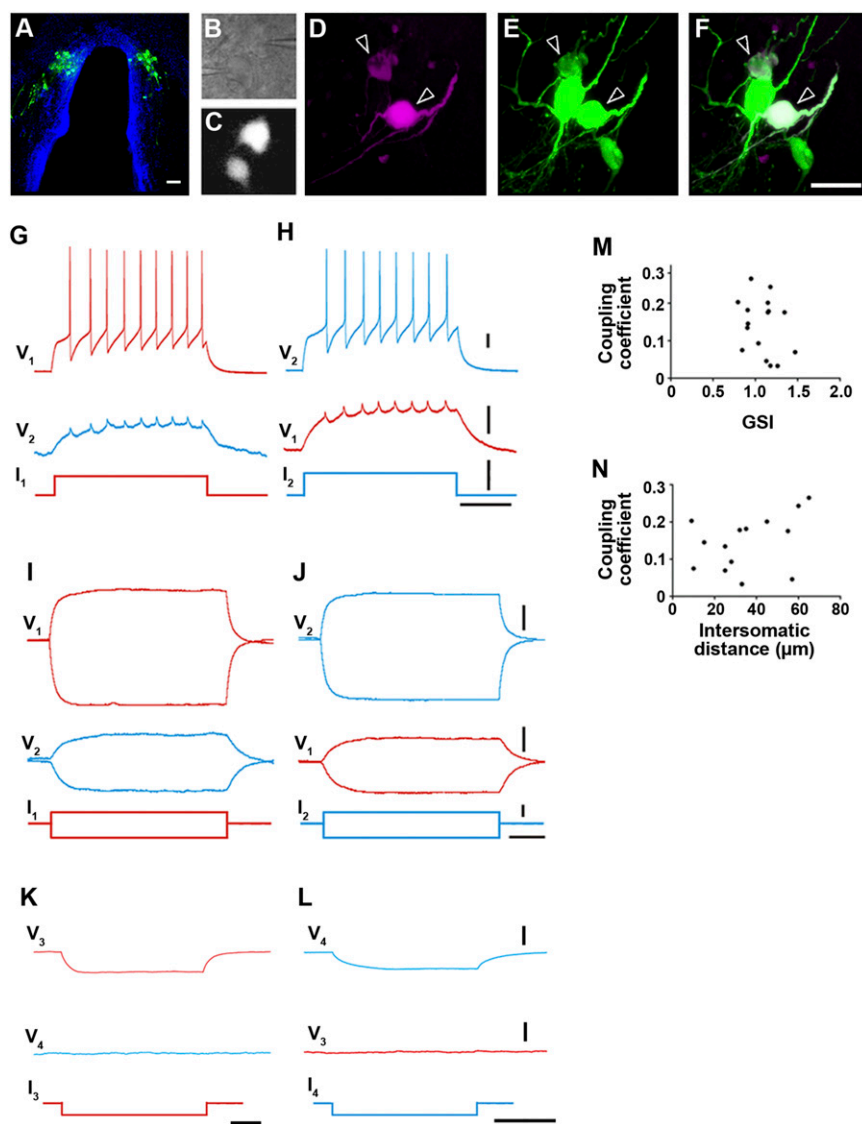 A
B
C
D
E
F
G
H
V1
V2
V2
V1
I1
I2
I
J
V1
V2
V2
V1
I1
I2
K
L
V3
V4
V4
V3
I3
I4
M
Coupling coefficient
0.3
0.2
0.1
0
0 0.5 1.0 1.5 2.0
GSI
N
Coupling coefficient
0.3
0.2
0.1
0
0 20 40 60 80
Intersomatic
distance (µm)